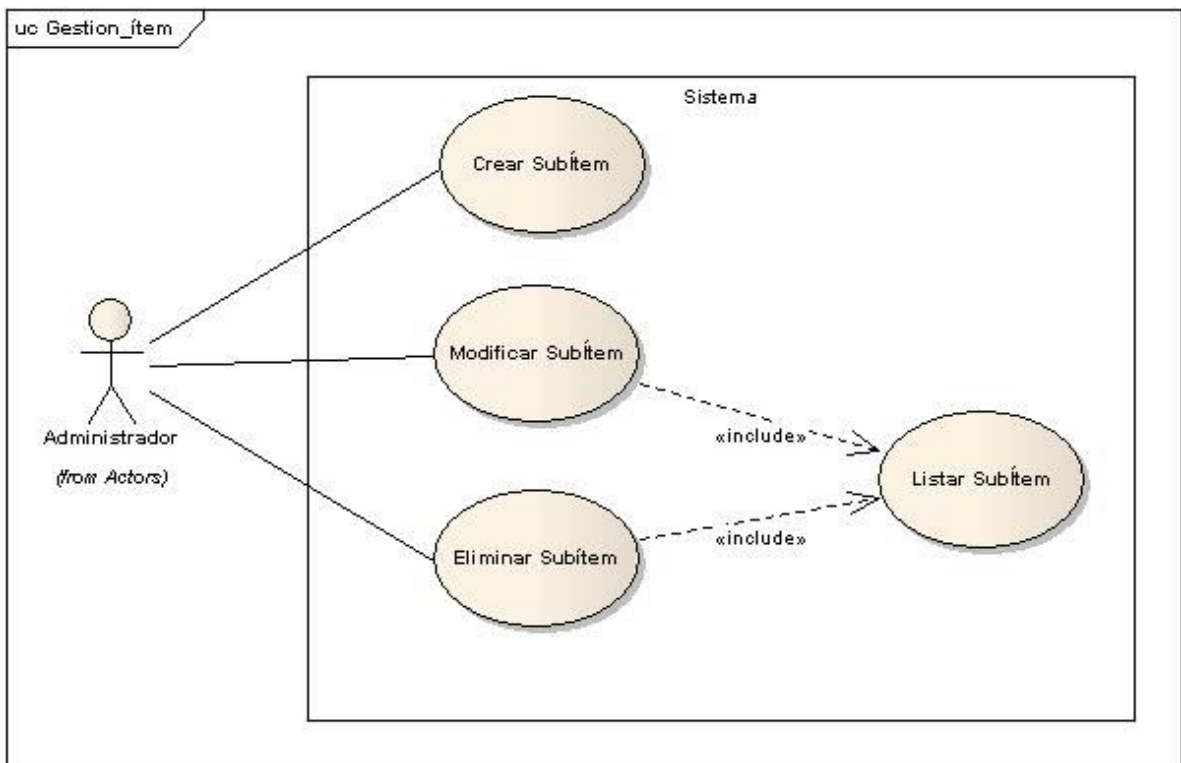 uc Gestion_ítem
Sistema
Crear SubÍtem
Modificar SubÍtem
«include»
Administrador
(from Actors)
Listar SubÍtem
«include»
Eliminar Subítem